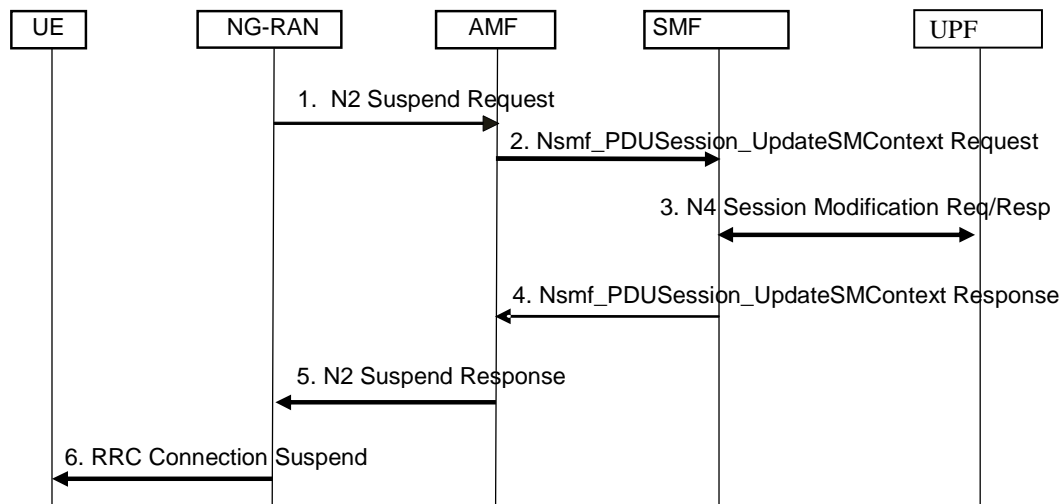 UE
NG-RAN
AMF
SMF
UPF
1. N2 Suspend Request
2. Nsmf_PDUSession_UpdateSMContext Request
3. N4 Session Modification Req/Resp
4. Nsmf_PDUSession_UpdateSMContext Response
5. N2 Suspend Response
6. RRC Connection Suspend